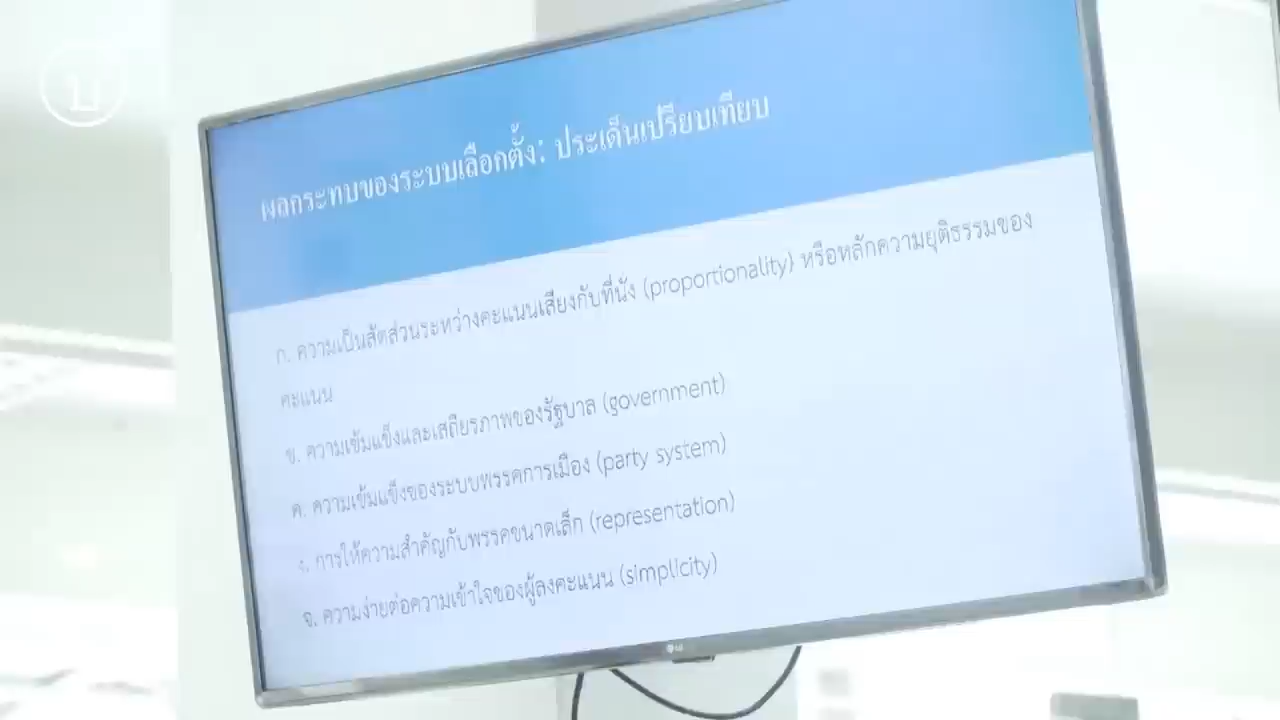 บ
ผลกระทบของระบบเลือกตั้ง: ประเด็นเปรียบเทียบ
ก. ความเป็นสัดส่วนระหว่างคะแนนเสียงกับที่นั่ง (proportionality) หรือหลักความยุติธรรมของ
คะแนน
ข. ความเข้มแข็งและเสถียรภาพของรัฐบาล (government)
ค. ความเข้มแข็งของระบบพรรคการเมือง (party system)
ง. การให้ความสำคัญกับพรรคขนาดเล็ก (representation)
จ. ความง่ายต่อความเข้าใจของผู้ลงคะแนน (simplicity)
LG